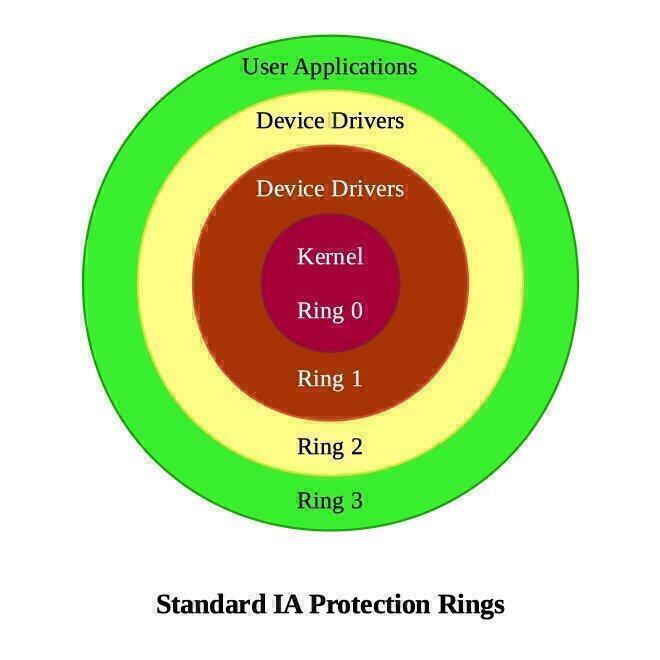 User Applications
Device Drivers
Device Drivers
Kernel
Ring 0
Ring 1
Ring 2
Ring 3
Standard IA Protection Rings